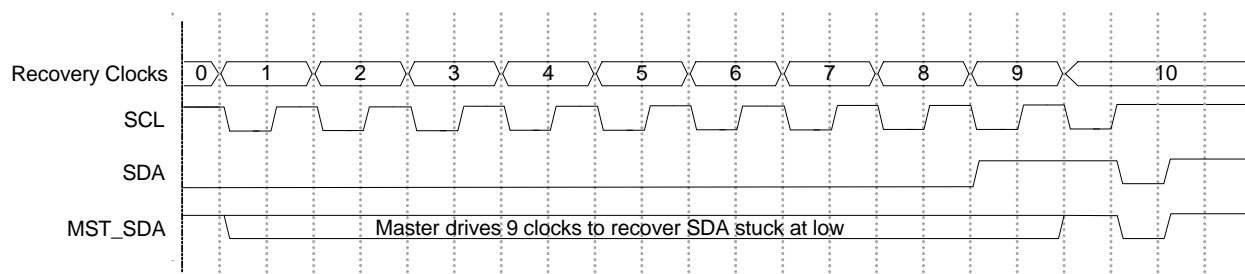 Recovery Clocks 0 1 2 3 4 5 6 7 8 9 10
SCL
SDA
MST_SDA Master drives 9 clocks to recover SDA stuck at low